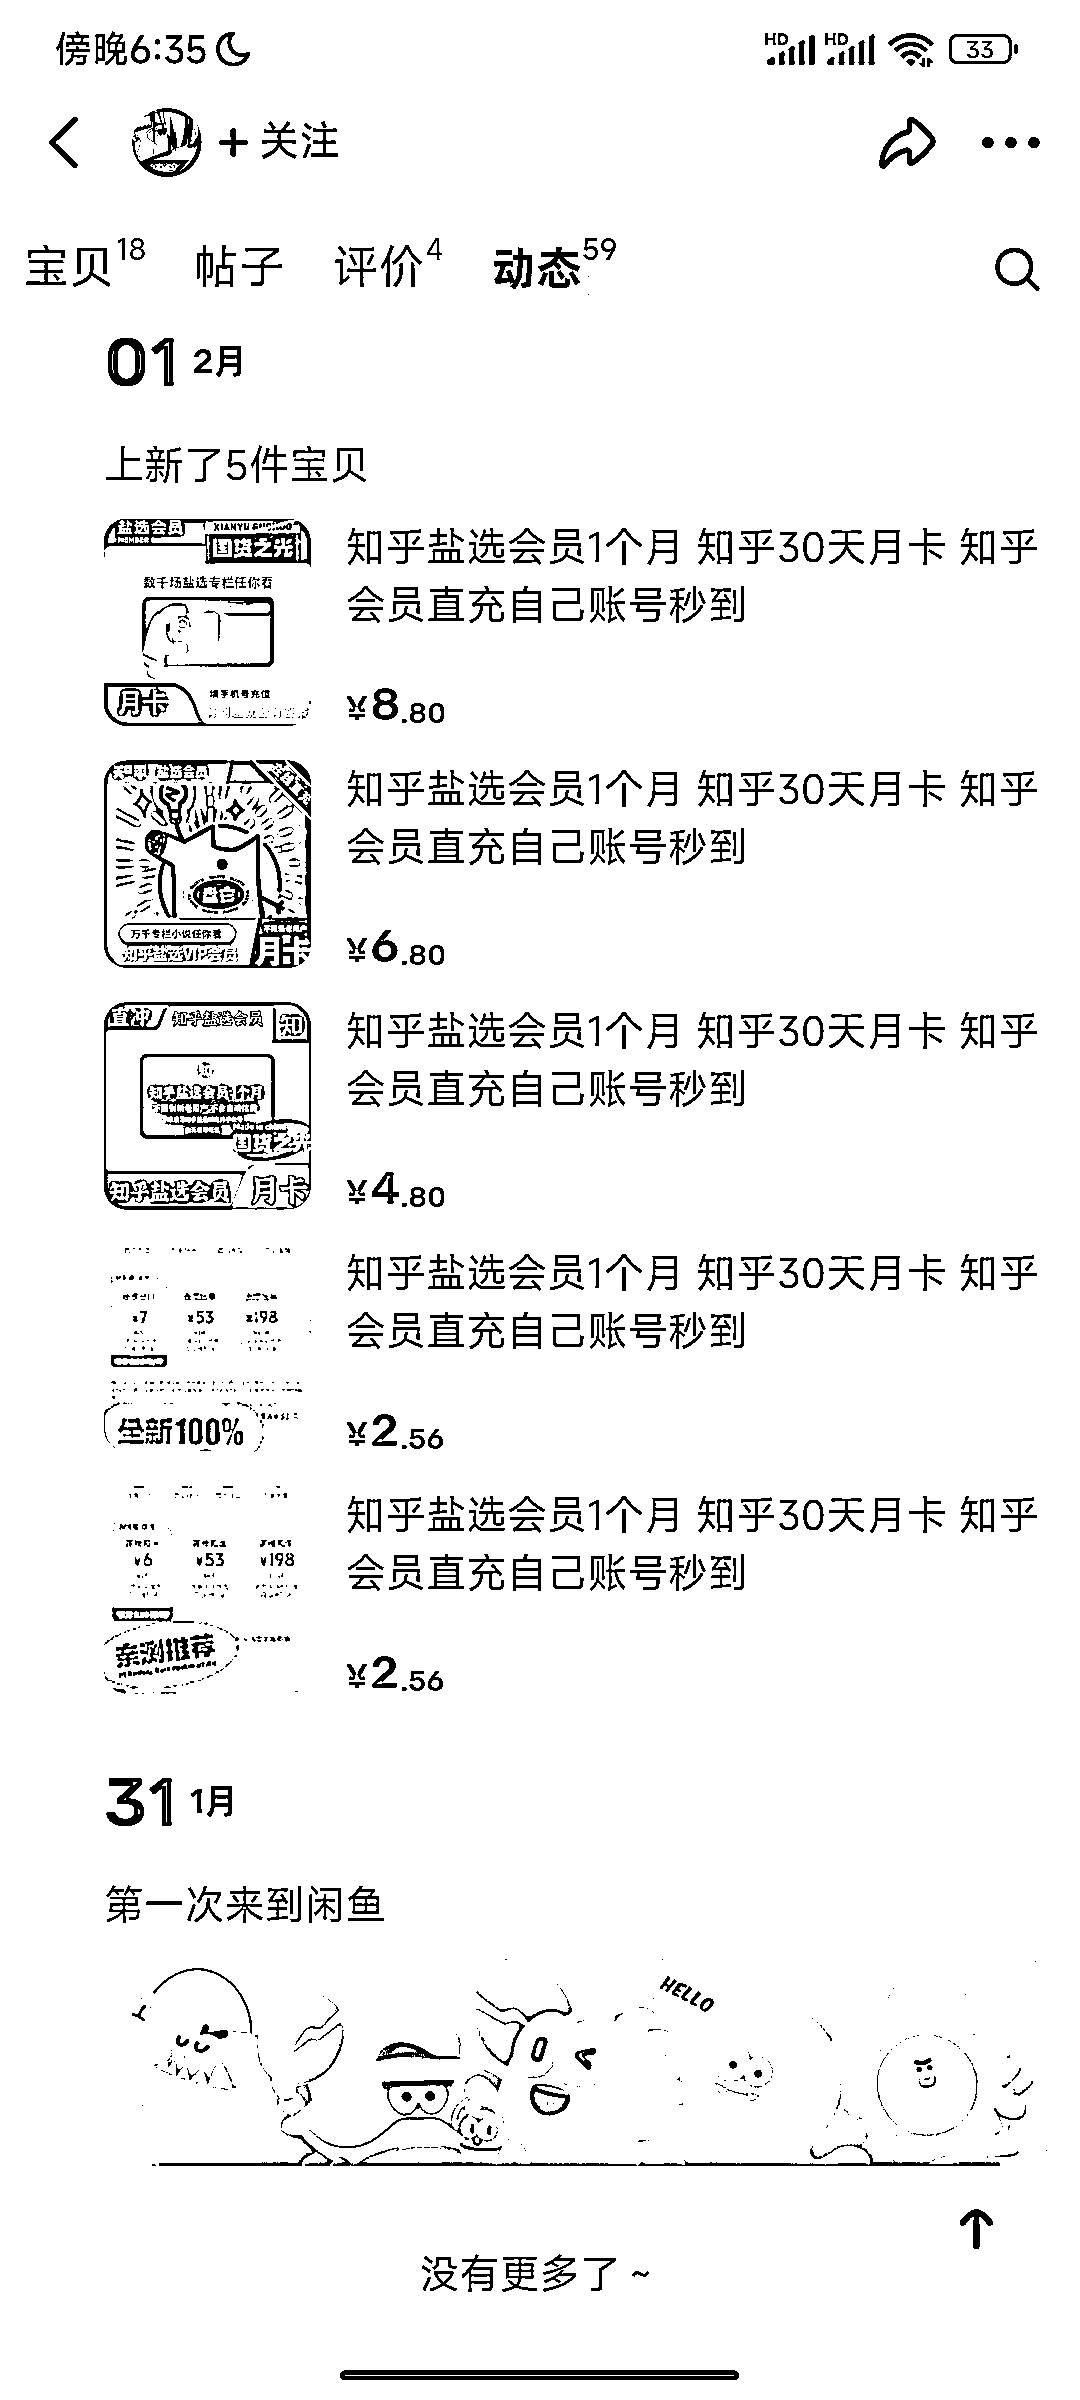 傍晚6:35
HD HD 33
+ 关注
宝贝18 帖子 评价4 动态59
01 2月
上新了5件宝贝
盐选会员
国货之光
数千场盐选专栏任你看
月卡
填手机号充值
知乎盐选会员1个月 知乎30天月卡 知乎
会员直充自己账号秒到
¥8.80
万千专栏小说任你看
知乎盐选VIP会员
月卡
知乎盐选会员1个月 知乎30天月卡 知乎
会员直充自己账号秒到
¥6.80
直冲 知乎盐选会员 知
知乎盐选会员1个月
国货之光
知乎盐选会员 月卡
知乎盐选会员1个月 知乎30天月卡 知乎
会员直充自己账号秒到
¥4.80
¥7 ¥53 ¥198
全新100%
知乎盐选会员1个月 知乎30天月卡 知乎
会员直充自己账号秒到
¥2.56
¥6 ¥53 ¥198
亲测推荐
知乎盐选会员1个月 知乎30天月卡 知乎
会员直充自己账号秒到
¥2.56
31 1月
第一次来到闲鱼
HELLO
没有更多了～